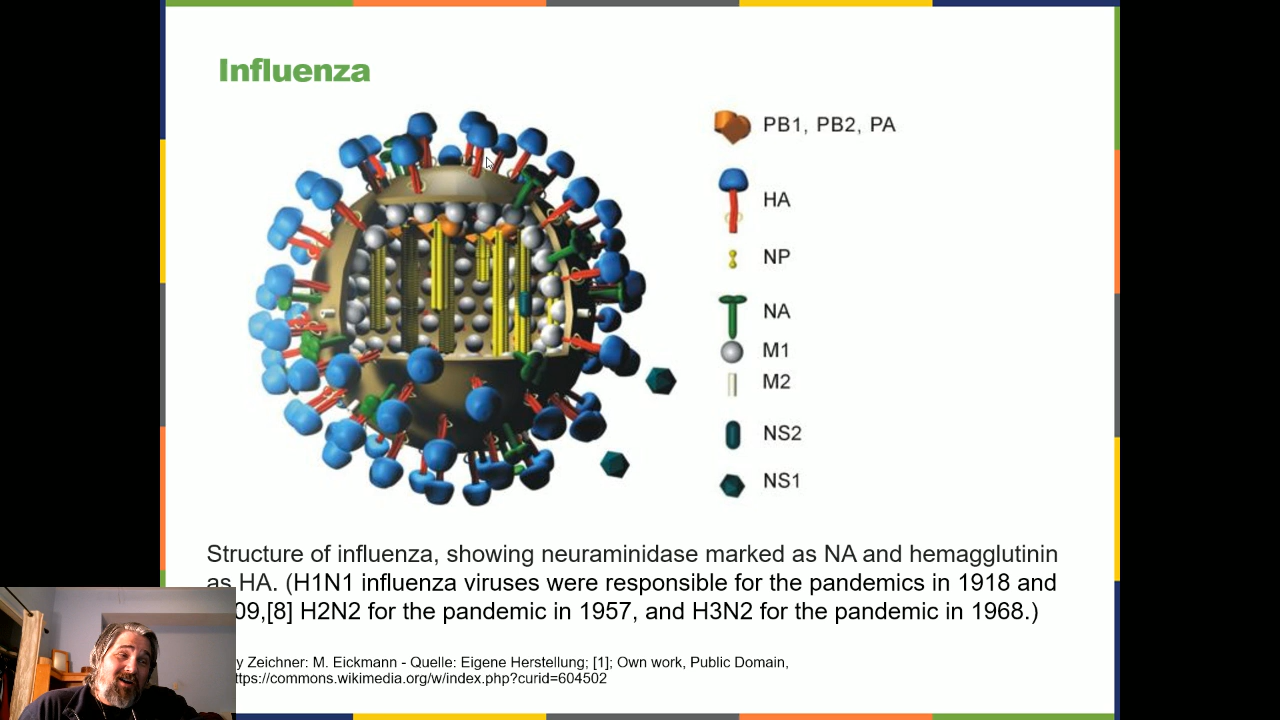 Influenza
PB1, PB2, PA
HA
NP
NA
M1
M2
NS2
NS1
Structure of influenza, showing neuraminidase marked as NA and hemagglutinin
as HA. (H1N1 influenza viruses were responsible for the pandemics in 1918 and
09,[8] H2N2 for the pandemic in 1957, and H3N2 for the pandemic in 1968.)
y Zeichner: M. Eickmann - Quelle: Eigene Herstellung; [1]; Own work, Public Domain,
ttps://commons.wikimedia.org/w/index.php?curid=604502